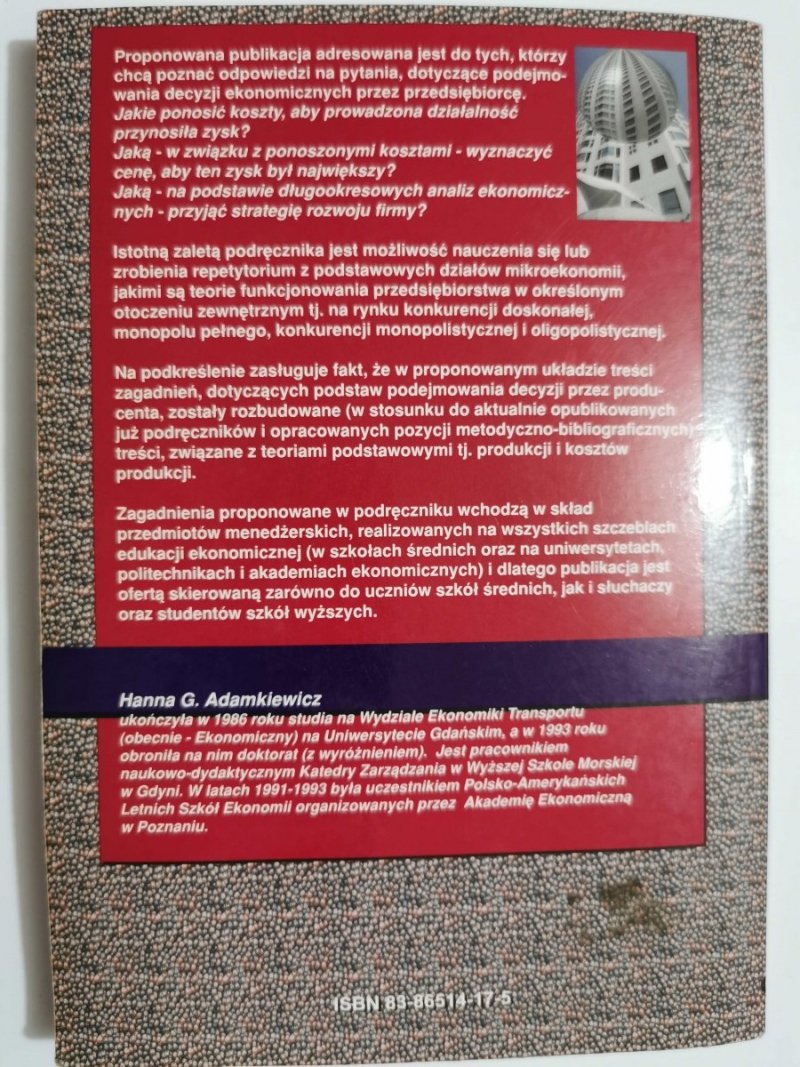 Proponowana publikacja adresowana jest do tych, którzy
chcą poznać odpowiedzi na pytania, dotyczące podejmo-
wania decyzji ekonomicznych przez przedsiębiorcę.
Jakie ponosić koszty, aby prowadzona działalność
przynosiła zysk?
Jaką - w związku z ponoszonymi kosztami - wyznaczyć
cenę, aby ten zysk był największy?
Jaką - na podstawie długookresowych analiz ekonomicz-
nych - przyjąć strategię rozwoju firmy?
Istotną zaletą podręcznika jest możliwość nauczenia się lub
zrobienia repetytorium z podstawowych działów mikroekonomii,
jakimi są teorie funkcjonowania przedsiębiorstwa w określonym
otoczeniu zewnętrznym tj. na rynku konkurencji doskonałej,
monopolu pełnego, konkurencji monopolistycznej i oligopolistycznej.
Na podkreślenie zasługuje fakt, że w proponowanym układzie treści
zagadnień, dotyczących podstaw podejmowania decyzji przez produ-
centa, zostały rozbudowane (w stosunku do aktualnie opublikowanych
już podręczników i opracowanych pozycji metodyczno-bibliograficznych)
treści, związane z teoriami podstawowymi tj. produkcji i kosztów
produkcji.
Zagadnienia proponowane w podręczniku wchodzą w skład
przedmiotów menedżerskich, realizowanych na wszystkich szczeblach
edukacji ekonomicznej (w szkołach średnich oraz na uniwersytetach,
politechnikach i akademiach ekonomicznych) i dlatego publikacja jest
ofertą skierowaną zarówno do uczniów szkół średnich, jak i słuchaczy
oraz studentów szkół wyższych.
Hanna G. Adamkiewicz
ukończyła w 1986 roku studia na Wydziale Ekonomiki Transportu
(obecnie - Ekonomiczny) na Uniwersytecie Gdańskim, a w 1993 roku
obroniła na nim doktorat (z wyróżnieniem). Jest pracownikiem
naukowo-dydaktycznym Katedry Zarządzania w Wyższej Szkole Morskiej
w Gdyni. W latach 1991-1993 była uczestnikiem Polsko-Amerykańskich
Letnich Szkół Ekonomii organizowanych przez Akademię Ekonomiczną
w Poznaniu.
ISBN 83-86514-17-5